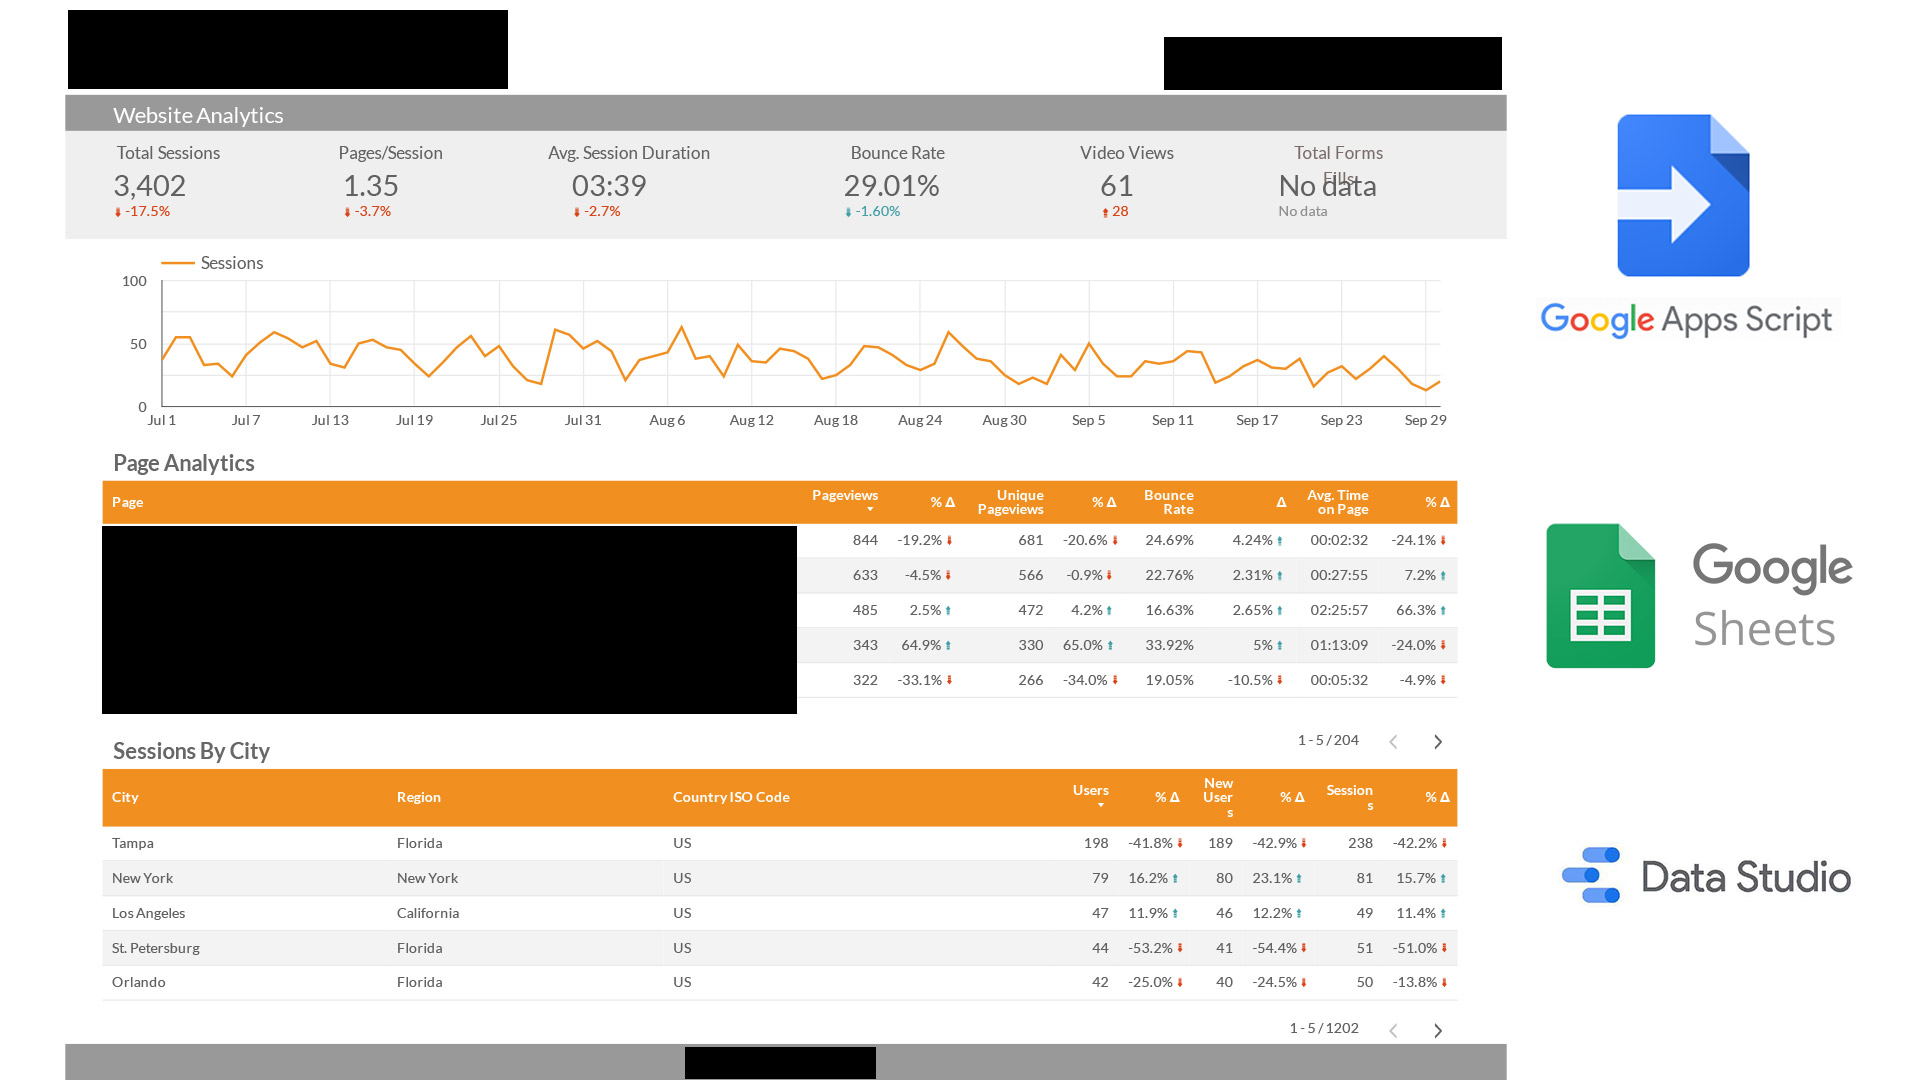 Website Analytics
Total Sessions Pages/Session Avg. Session Duration Bounce Rate Video Views Total Forms Fills
3,402 1.35 03:39 29.01% 61 No data
-17.5% -3.7% -2.7% -1.60% 28 No data
Sessions
100
50
0
Jul 1 Jul 7 Jul 13 Jul 19 Jul 25 Jul 31 Aug 6 Aug 12 Aug 18 Aug 24 Aug 30 Sep 5 Sep 11 Sep 17 Sep 23 Sep 29
Page Analytics
Page Pageviews % Δ Unique Pageviews % Δ Bounce Rate Δ Avg. Time on Page % Δ
844 -19.2% 681 -20.6% 24.69% 4.24% 00:02:32 -24.1%
633 -4.5% 566 -0.9% 22.76% 2.31% 00:27:55 7.2%
485 2.5% 472 4.2% 16.63% 2.65% 02:25:57 66.3%
343 64.9% 330 65.0% 33.92% 5% 01:13:09 -24.0%
322 -33.1% 266 -34.0% 19.05% -10.5% 00:05:32 -4.9%
1 - 5 / 204
Sessions By City
City Region Country ISO Code Users % Δ New Users % Δ Sessions % Δ
Tampa Florida US 198 -41.8% 189 -42.9% 238 -42.2%
New York New York US 79 16.2% 80 23.1% 81 15.7%
Los Angeles California US 47 11.9% 46 12.2% 49 11.4%
St. Petersburg Florida US 44 -53.2% 41 -54.4% 51 -51.0%
Orlando Florida US 42 -25.0% 40 -24.5% 50 -13.8%
1 - 5 / 1202
Google Apps Script
Google
Sheets
Data Studio